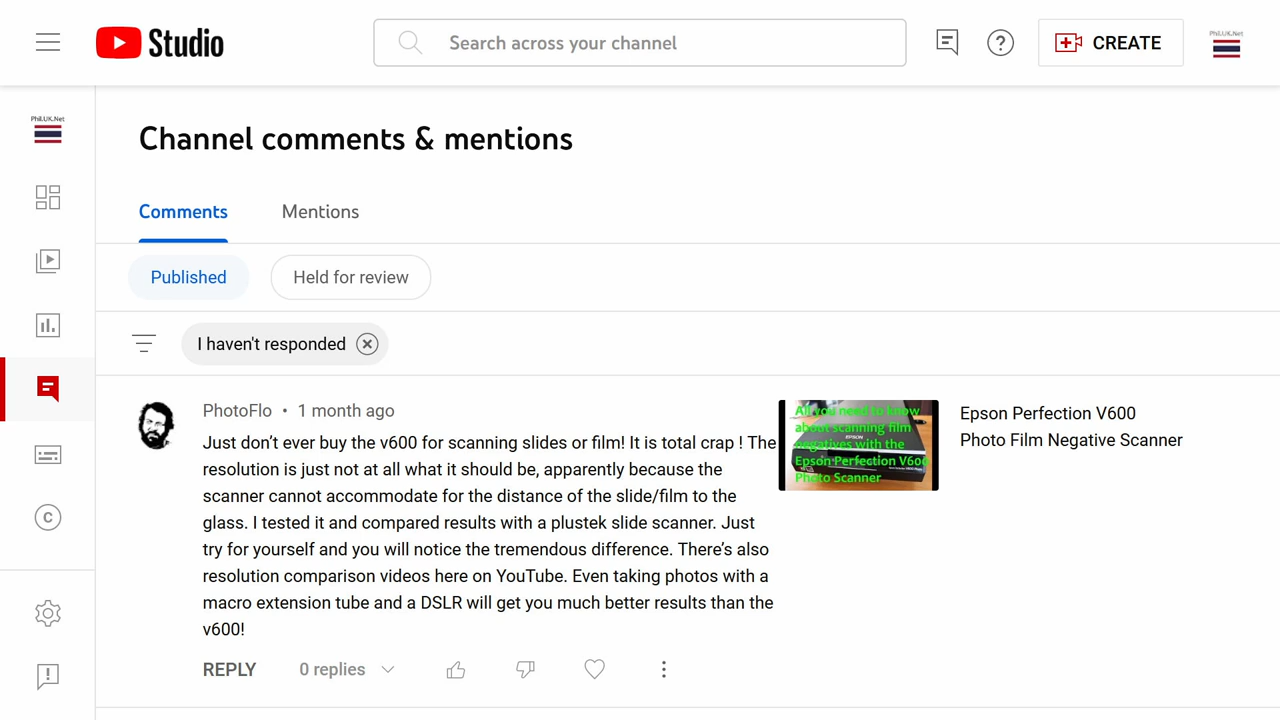 Studio
Search across your channel
CREATE
Phil.UK.Net
Phil.UK.Net
Channel comments & mentions
Comments
Mentions
Published
Held for review
I haven't responded
PhotoFlo • 1 month ago
Just don’t ever buy the v600 for scanning slides or film! It is total crap ! The
resolution is just not at all what it should be, apparently because the
scanner cannot accommodate for the distance of the slide/film to the
glass. I tested it and compared results with a plustek slide scanner. Just
try for yourself and you will notice the tremendous difference. There’s also
resolution comparison videos here on YouTube. Even taking photos with a
macro extension tube and a DSLR will get you much better results than the
v600!
REPLY
0 replies
All you need to know
about scanning film
negatives with the
Epson Perfection V600
Photo Scanner
EPSON
Epson Perfection V600
Photo Film Negative Scanner